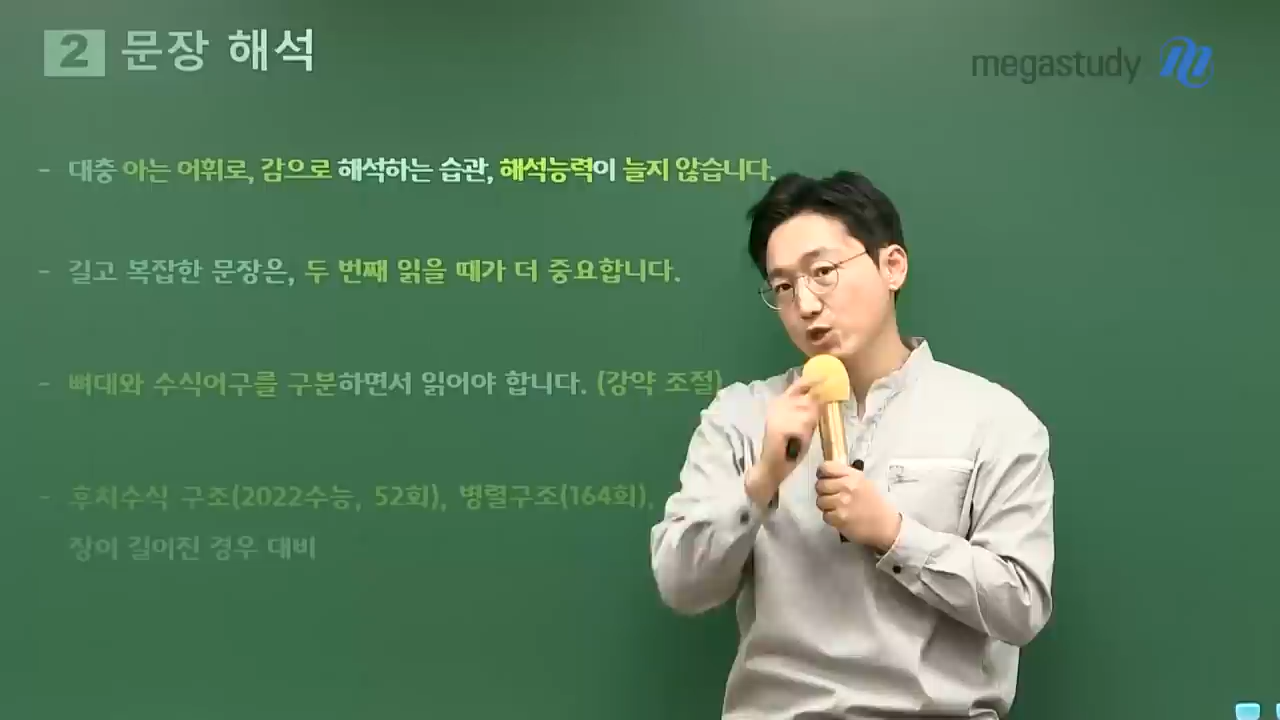 2 문장 해석
megastudy
- 대충 아는 어휘로, 감으로 해석하는 습관, 해석능력이 늘지 않습니다.
- 길고 복잡한 문장은, 두 번째 읽을 때가 더 중요합니다.
- 뼈대와 수식어구를 구분하면서 읽어야 합니다. (강약 조절)
- 후치수식 구조(2022수능, 52회), 병렬구조(164회),
장이 길어진 경우 대비